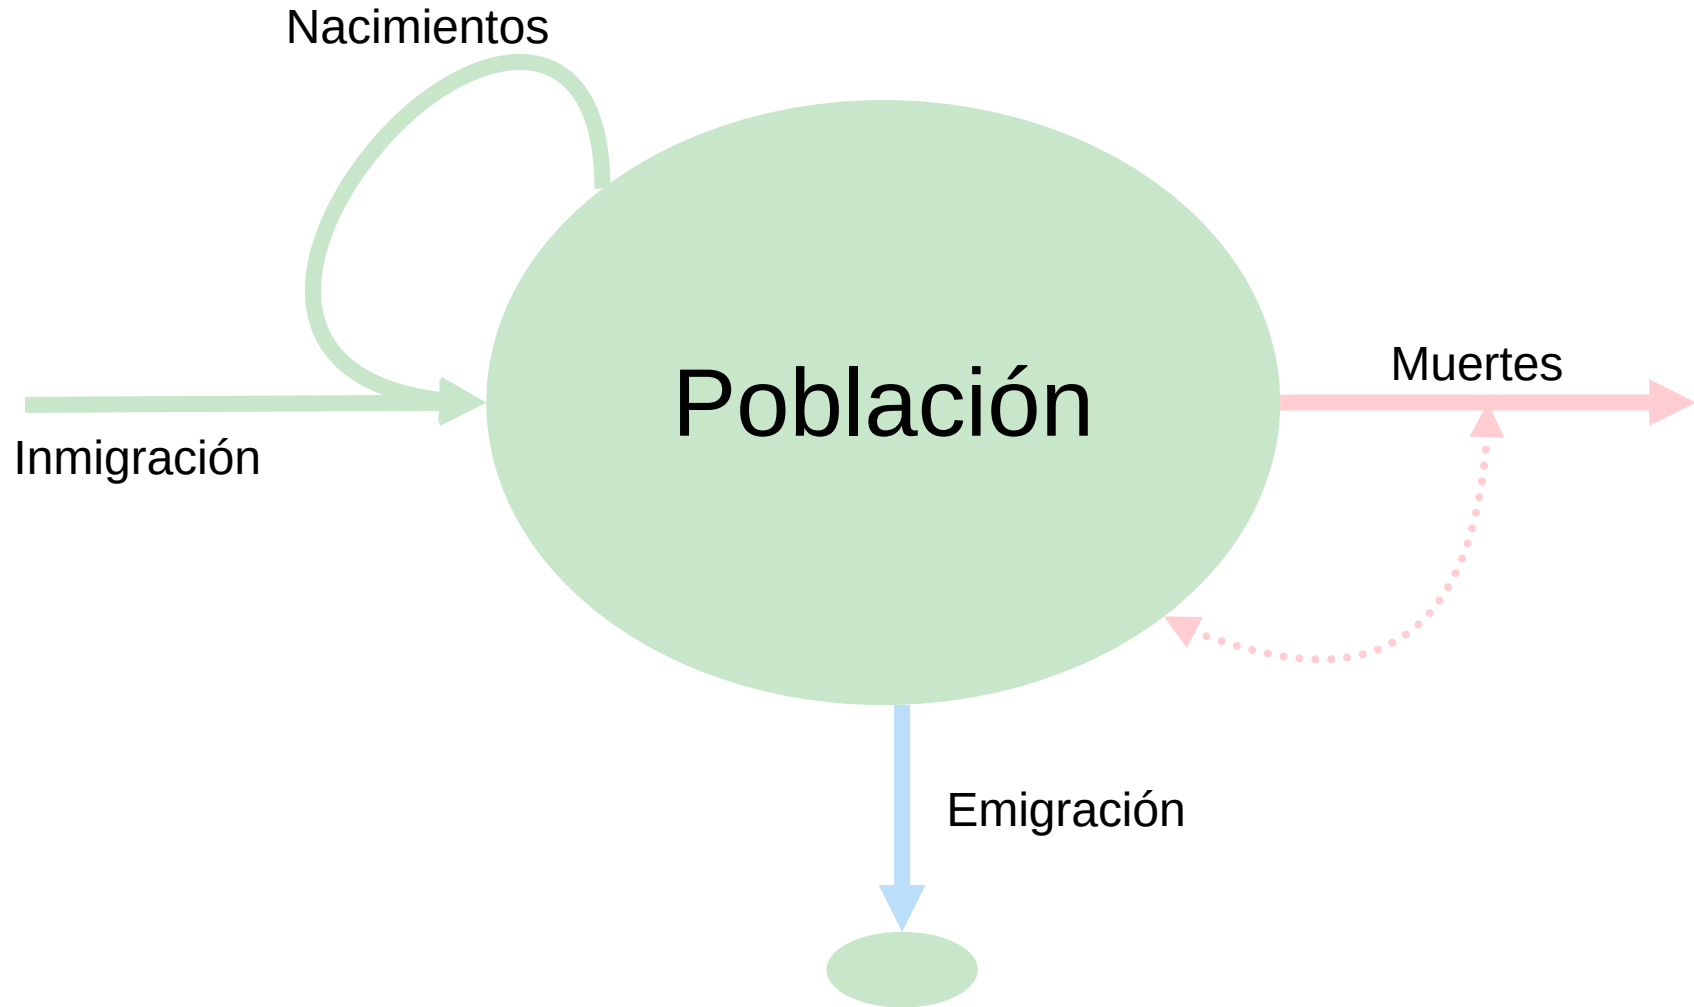 Nacimientos
Población
Muertes
Inmigración
Emigración